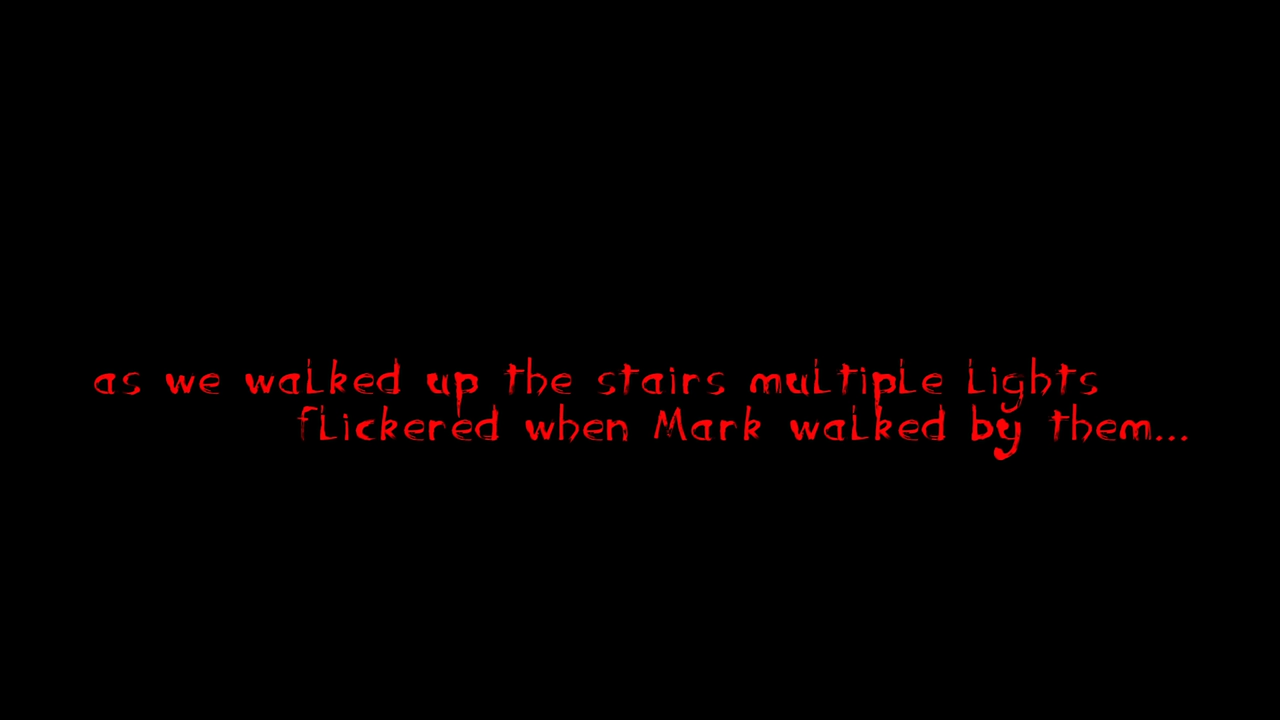 as we walked up the stairs multiple lights
flickered when Mark walked by them...